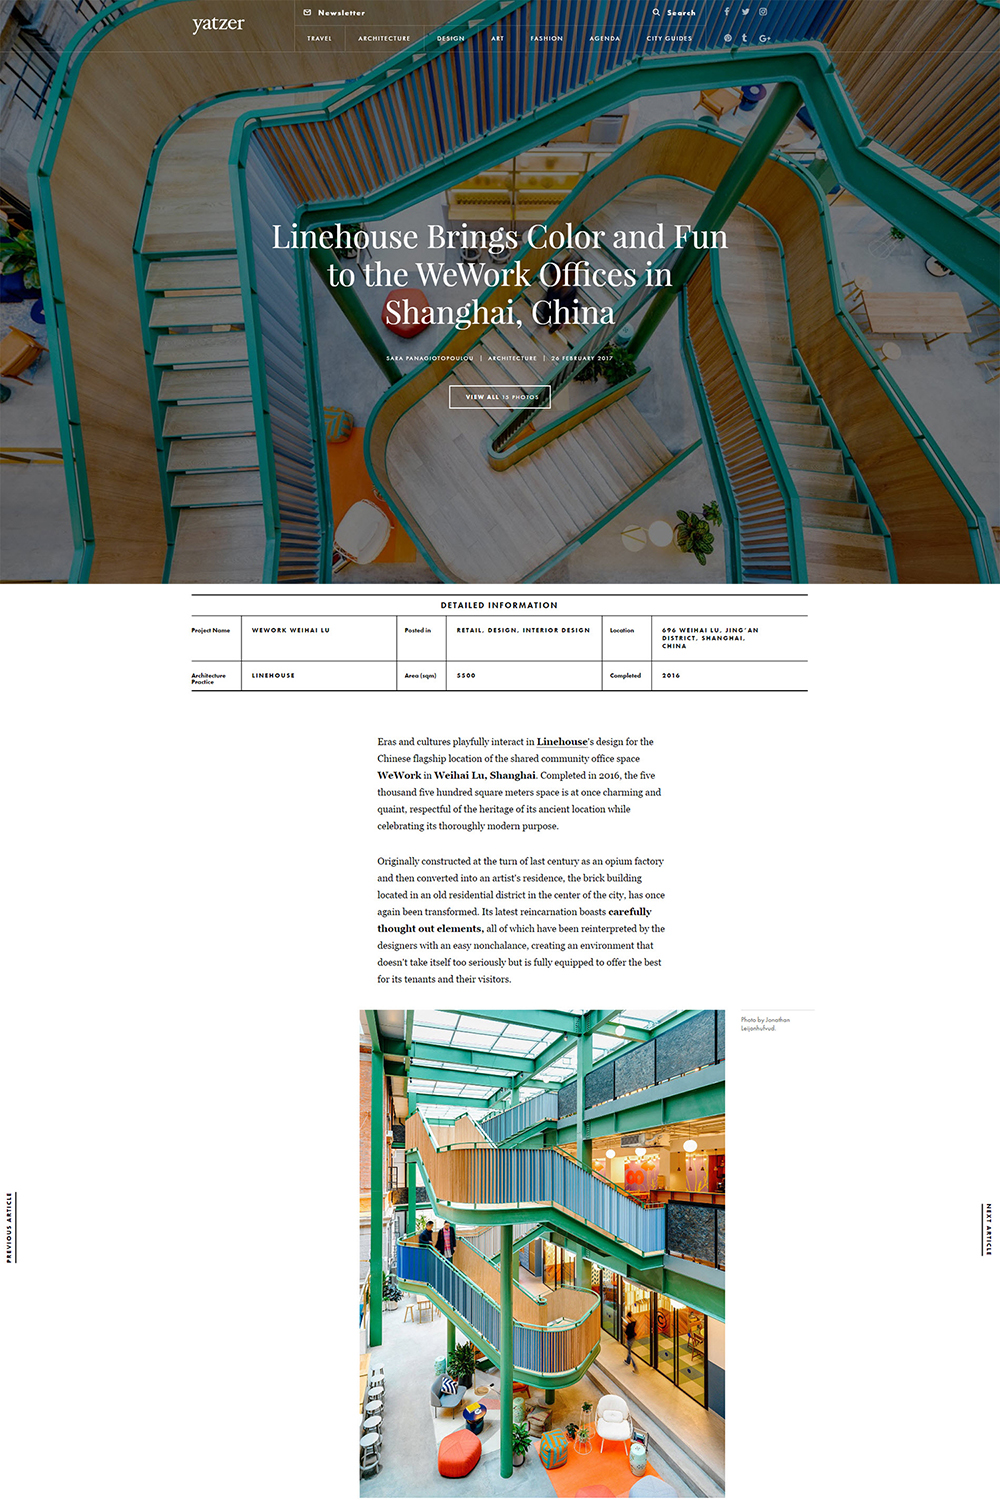 yatzer
Newsletter
Search
TRAVEL
ARCHITECTURE
DESIGN
ART
FASHION
AGENDA
CITY GUIDES
Linehouse Brings Color and Fun
to the WeWork Offices in
Shanghai, China
SARA PANAGIOTOPOULOU | ARCHITECTURE | 26 FEBRUARY 2017
VIEW ALL 15 PHOTOS
DETAILED INFORMATION
Project Name
WEWORK WEIHAI LU
Posted in
RETAIL, DESIGN, INTERIOR DESIGN
Location
696 WEIHAI LU, JING'AN
DISTRICT, SHANGHAI,
CHINA
Architecture
Practice
LINEHOUSE
Area (sqm)
5500
Completed
2016
Eras and cultures playfully interact in Linehouse's design for the
Chinese flagship location of the shared community office space
WeWork in Weihai Lu, Shanghai. Completed in 2016, the five
thousand five hundred square meters space is at once charming and
quaint, respectful of the heritage of its ancient location while
celebrating its thoroughly modern purpose.
Originally constructed at the turn of last century as an opium factory
and then converted into an artist's residence, the brick building
located in an old residential district in the center of the city, has once
again been transformed. Its latest reincarnation boasts carefully
thought out elements, all of which have been reinterpreted by the
designers with an easy nonchalance, creating an environment that
doesn't take itself too seriously but is fully equipped to offer the best
for its tenants and their visitors.
Photo by Jonathan
Leijonhufvud.
PREVIOUS ARTICLE
NEXT ARTICLE